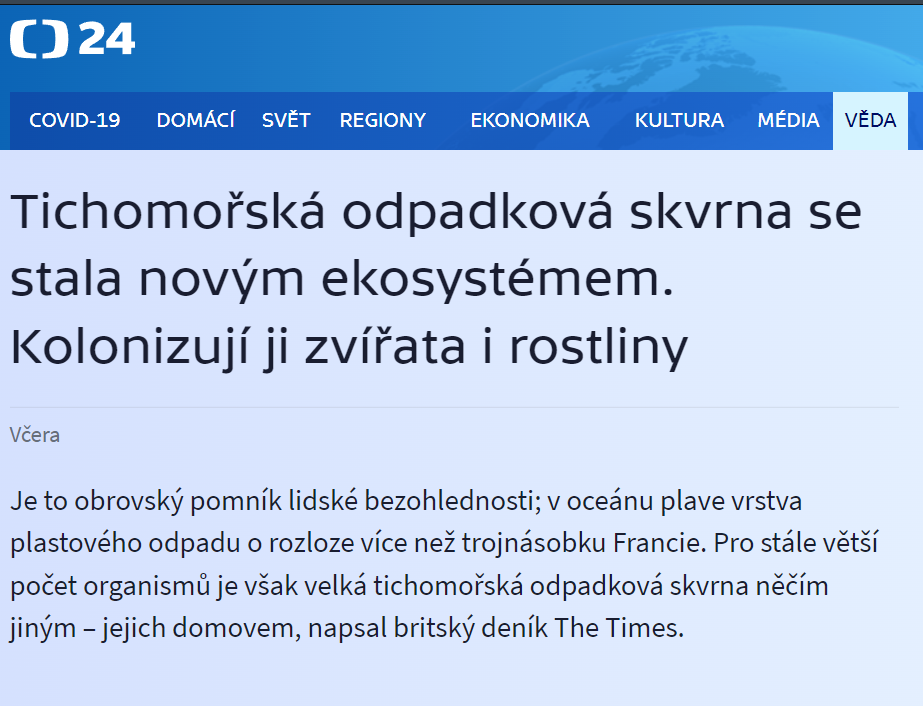 24
COVID-19 DOMÁCÍ SVĚT REGIONY EKONOMIKA KULTURA MÉDIA VĚDA
Tichomořská odpadková skvrna se
stala novým ekosystémem.
Kolonizují ji zvířata i rostliny
Včera
Je to obrovský pomník lidské bezohlednosti; v oceánu plave vrstva
plastového odpadu o rozloze více než trojnásobku Francie. Pro stále větší
počet organismů je však velká tichomořská odpadková skvrna něčím
jiným – jejich domovem, napsal britský deník The Times.